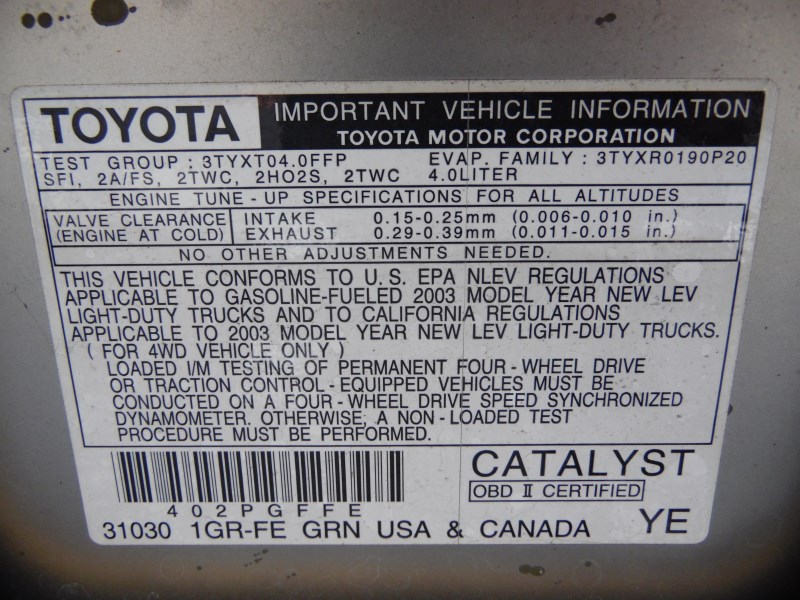 TOYOTA IMPORTANT VEHICLE INFORMATION
TOYOTA MOTOR CORPORATION
TEST GROUP : 3TYXT04.0FFP EVAP. FAMILY : 3TYXR0190P20
SFI, 2A/FS, 2TWC, 2HO2S, 2TWC 4.0LITER
ENGINE TUNE - UP SPECIFICATIONS FOR ALL ALTITUDES
VALVE CLEARANCE INTAKE 0.15-0.25mm (0.006-0.010 in.)
(ENGINE AT COLD) EXHAUST 0.29-0.39mm (0.011-0.015 in.)
NO OTHER ADJUSTMENTS NEEDED.
THIS VEHICLE CONFORMS TO U.S. EPA NLEV REGULATIONS
APPLICABLE TO GASOLINE-FUELED 2003 MODEL YEAR NEW LEV
LIGHT-DUTY TRUCKS AND TO CALIFORNIA REGULATIONS
APPLICABLE TO 2003 MODEL YEAR NEW LEV LIGHT-DUTY TRUCKS.
( FOR 4WD VEHICLE ONLY )
LOADED I/M TESTING OF PERMANENT FOUR - WHEEL DRIVE
OR TRACTION CONTROL - EQUIPPED VEHICLES MUST BE
CONDUCTED ON A FOUR - WHEEL DRIVE SPEED SYNCHRONIZED
DYNAMOMETER. OTHERWISE, A NON - LOADED TEST
PROCEDURE MUST BE PERFORMED.
CATALYST
OBD II CERTIFIED
402PGFFE
31030 1GR-FE GRN USA & CANADA YE